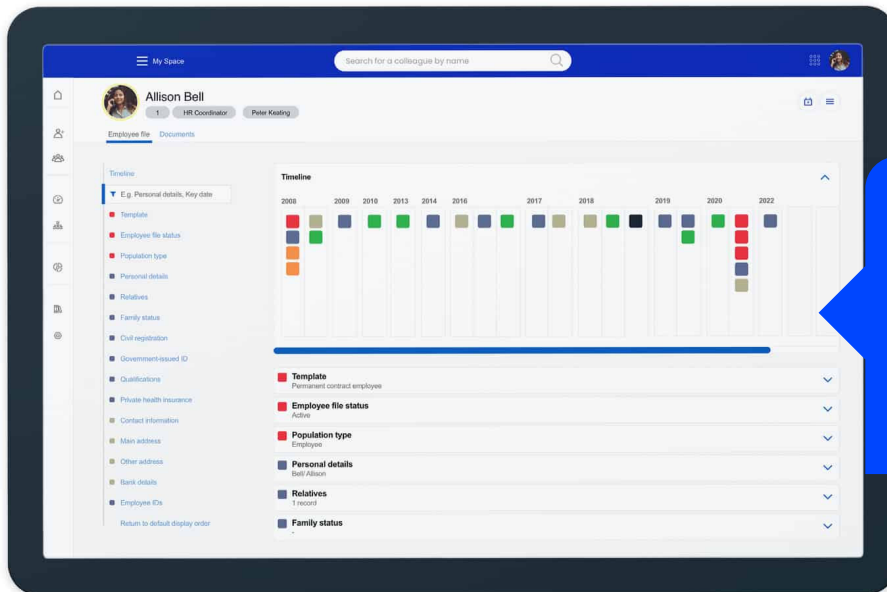 My Space
Search for a colleague by name
Allison Bell
1 HR Coordinator Peter Keating
Employee file Documents
Timeline
E.g. Personal details, Key date
Template
Employee file status
Population type
Personal details
Relatives
Family status
Civil registration
Government-issued ID
Qualifications
Private health insurance
Contact information
Main address
Other address
Bank details
Employee IDs
Return to default display order
Timeline
2008 2009 2010 2013 2014 2016 2017 2018 2019 2020 2022
Template
Permanent contract employee
Employee file status
Active
Population type
Employee
Personal details
Bell/ Allison
Relatives
1 record
Family status
-